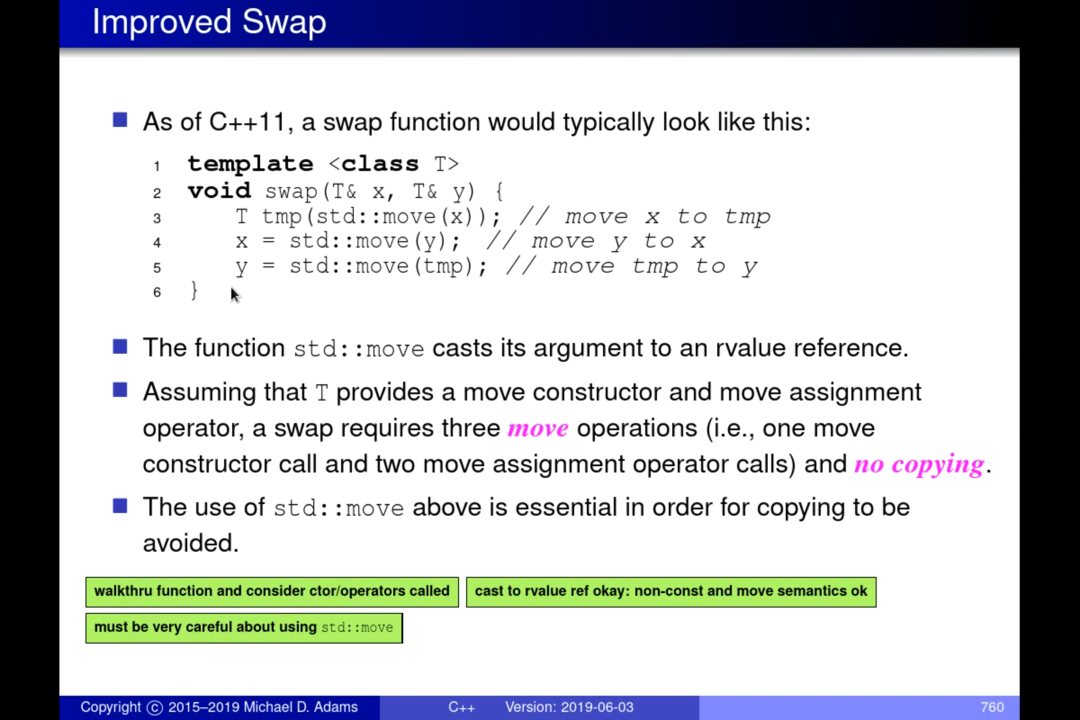 Improved Swap
As of C++11, a swap function would typically look like this:
1 template <class T>
2 void swap(T& x, T& y) {
3 T tmp(std::move(x)); // move x to tmp
4 x = std::move(y); // move y to x
5 y = std::move(tmp); // move tmp to y
6 }
The function std::move casts its argument to an rvalue reference.
Assuming that T provides a move constructor and move assignment
operator, a swap requires three move operations (i.e., one move
constructor call and two move assignment operator calls) and no copying.
The use of std::move above is essential in order for copying to be
avoided.
walkthru function and consider ctor/operators called
cast to rvalue ref okay: non-const and move semantics ok
must be very careful about using std::move
Copyright © 2015–2019 Michael D. Adams C++ Version: 2019-06-03 760